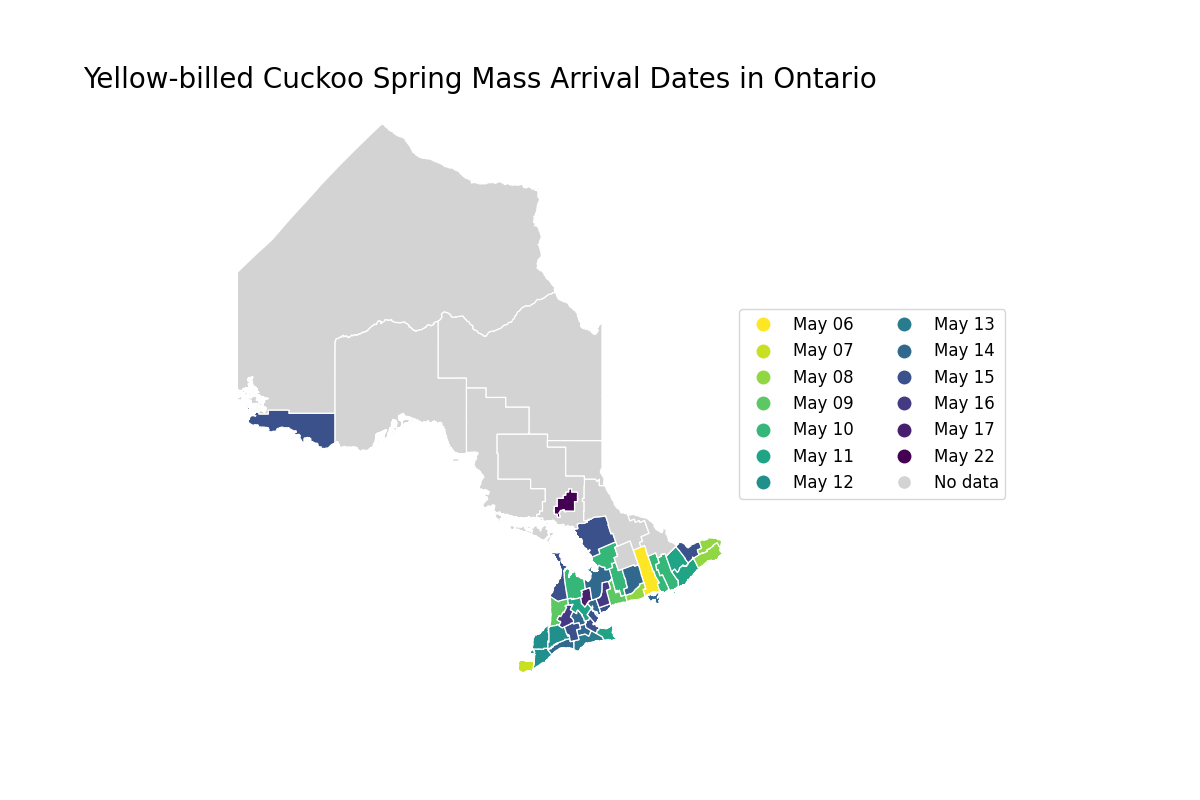 Yellow-billed Cuckoo Spring Mass Arrival Dates in Ontario
May 06
May 07
May 08
May 09
May 10
May 11
May 12
May 13
May 14
May 15
May 16
May 17
May 22
No data